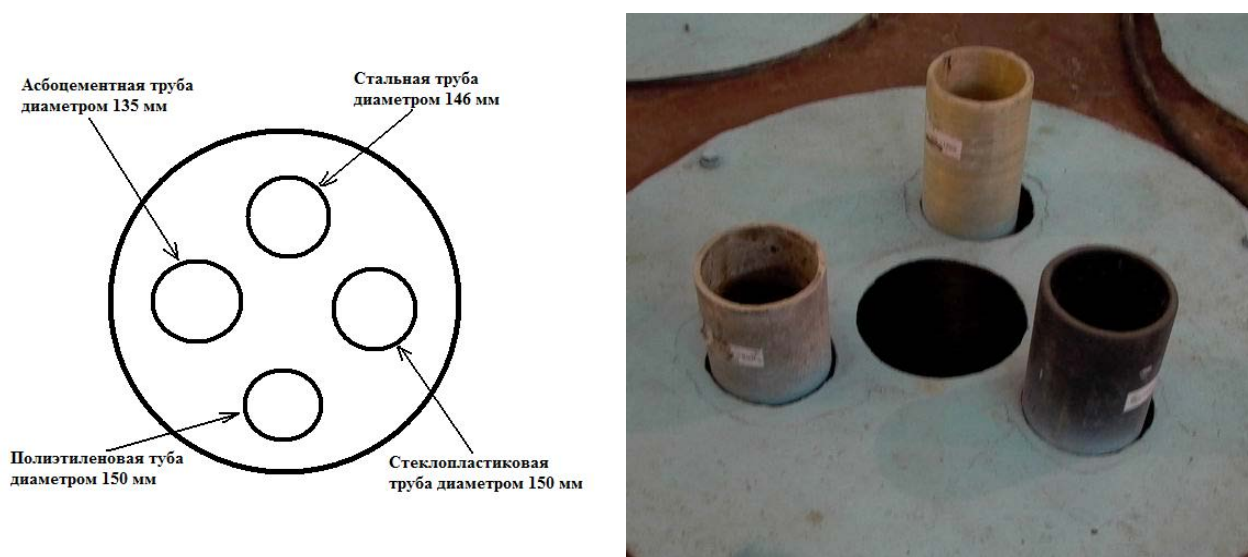 Асбоцементная труба
диаметром 135 мм
Стальная труба
диаметром 146 мм
Полиэтиленовая туба
диаметром 150 мм
Стеклопластиковая
труба диаметром 150 мм